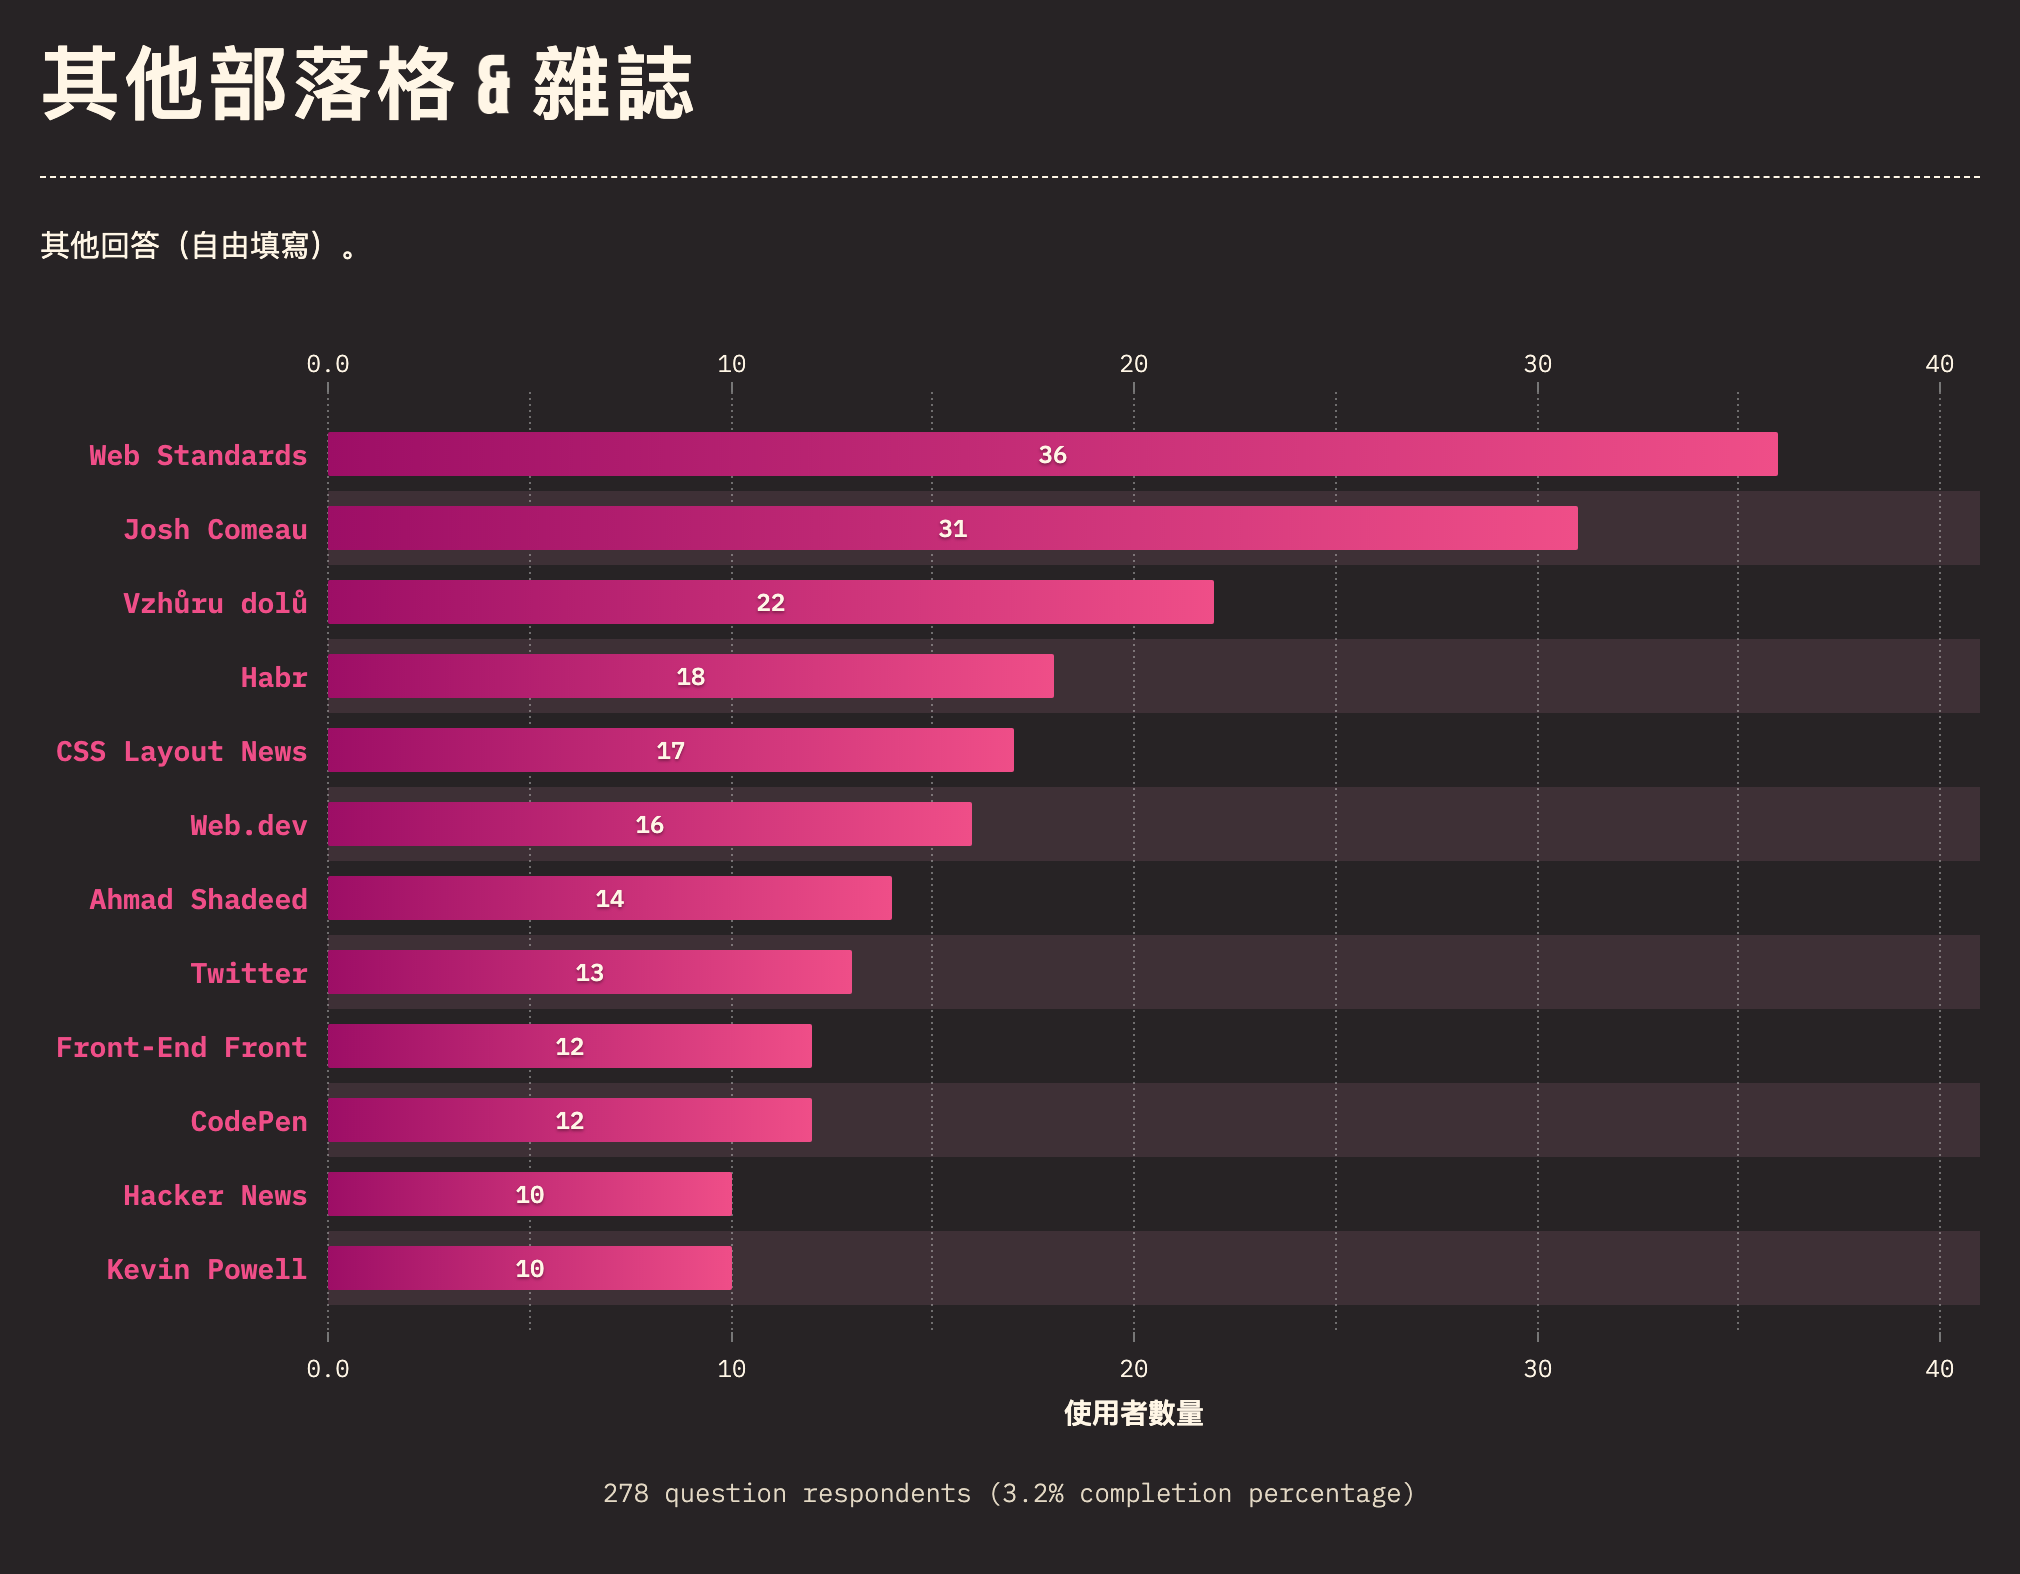 其他部落格 & 雜誌
其他回答（自由填寫）。
0.0 10 20 30 40
Web Standards 36
Josh Comeau 31
Vzhůru dolů 22
Habr 18
CSS Layout News 17
Web.dev 16
Ahmad Shadeed 14
Twitter 13
Front-End Front 12
CodePen 12
Hacker News 10
Kevin Powell 10
0.0 10 20 30 40
使用者數量
278 question respondents (3.2% completion percentage)